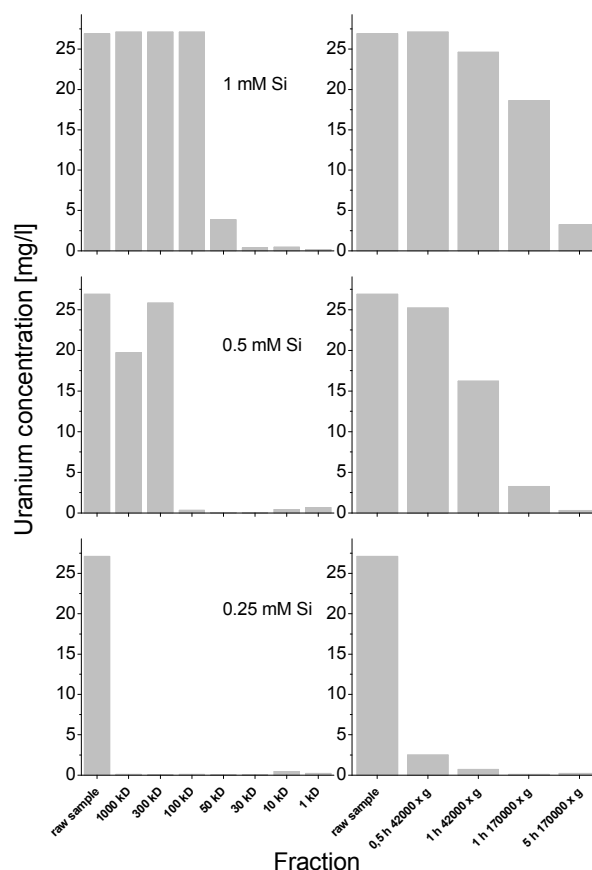 25
20
15
10
5
0
1 mM Si
25
20
15
10
5
0
25
20
15
10
5
0
0.5 mM Si
25
20
15
10
5
0
25
20
15
10
5
0
0.25 mM Si
25
20
15
10
5
0
Uranium concentration [mg/l]
raw sample
1000 kD
300 kD
100 kD
50 kD
30 kD
10 kD
1 kD
raw sample
0,5 h 42000 x g
1 h 42000 x g
1 h 170000 x g
5 h 170000 x g
Fraction